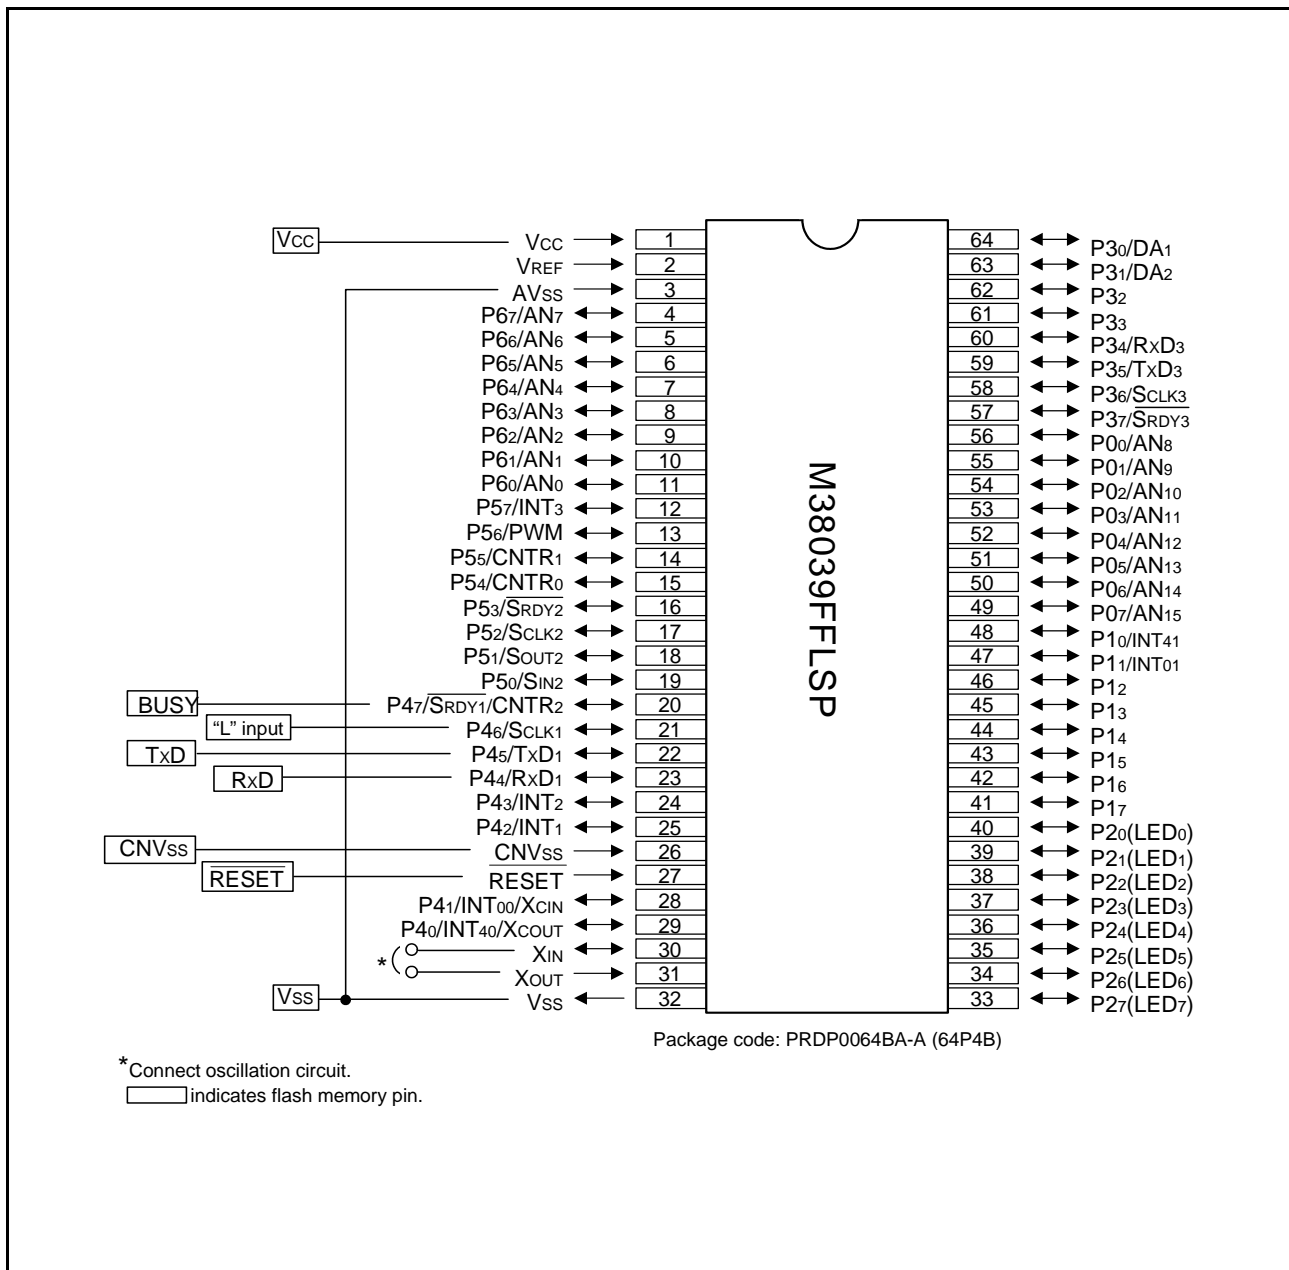 VCC VCC 1 64 P30/DA1
VREF 2 63 P31/DA2
AVSS 3 62 P32
P67/AN7 4 61 P33
P66/AN6 5 60 P34/RXD3
P65/AN5 6 59 P35/TXD3
P64/AN4 7 58 P36/SCLK3
P63/AN3 8 57 P37/SRDY3
P62/AN2 9 56 P00/AN8
P61/AN1 10 55 P01/AN9
P60/AN0 11 54 P02/AN10
P57/INT3 12 53 P03/AN11
P56/PWM 13 52 P04/AN12
P55/CNTR1 14 51 P05/AN13
P54/CNTR0 15 50 P06/AN14
P53/SRDY2 16 49 P07/AN15
P52/SCLK2 17 48 P10/INT41
P51/SOUT2 18 47 P11/INT01
P50/SIN2 19 46 P12
BUSY P47/SRDY1/CNTR2 20 45 P13
“L” input P46/SCLK1 21 44 P14
TXD P45/TXD1 22 43 P15
RXD P44/RXD1 23 42 P16
P43/INT2 24 41 P17
P42/INT1 25 40 P20(LED0)
CNVSS CNVSS 26 39 P21(LED1)
RESET RESET 27 38 P22(LED2)
P41/INT00/XCIN 28 37 P23(LED3)
P40/INT40/XCOUT 29 36 P24(LED4)
* XIN 30 35 P25(LED5)
XOUT 31 34 P26(LED6)
VSS VSS 32 33 P27(LED7)
M38039FFLSP
Package code: PRDP0064BA-A (64P4B)
*Connect oscillation circuit.
indicates flash memory pin.